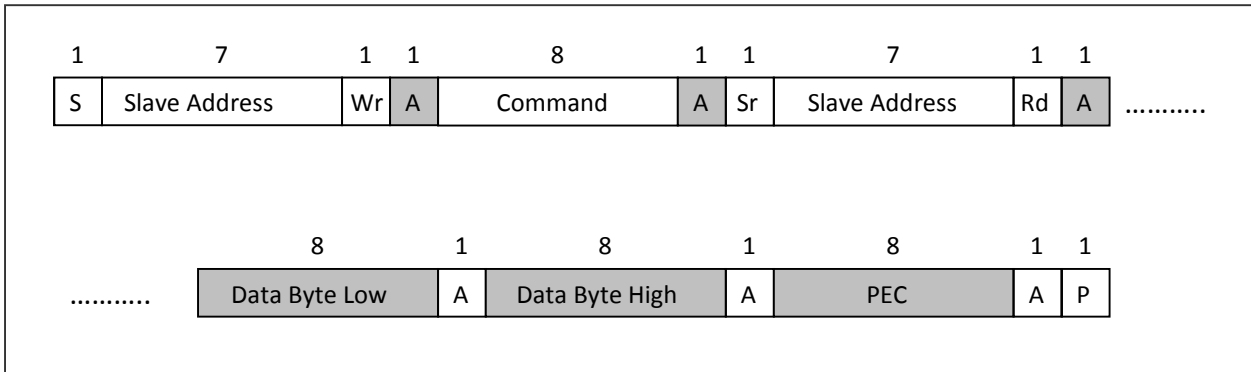 1 7 1 1 8 1 1 7 1 1
S Slave Address Wr A Command A Sr Slave Address Rd A ...........
8 1 8 1 8 1 1
........... Data Byte Low A Data Byte High A PEC A P